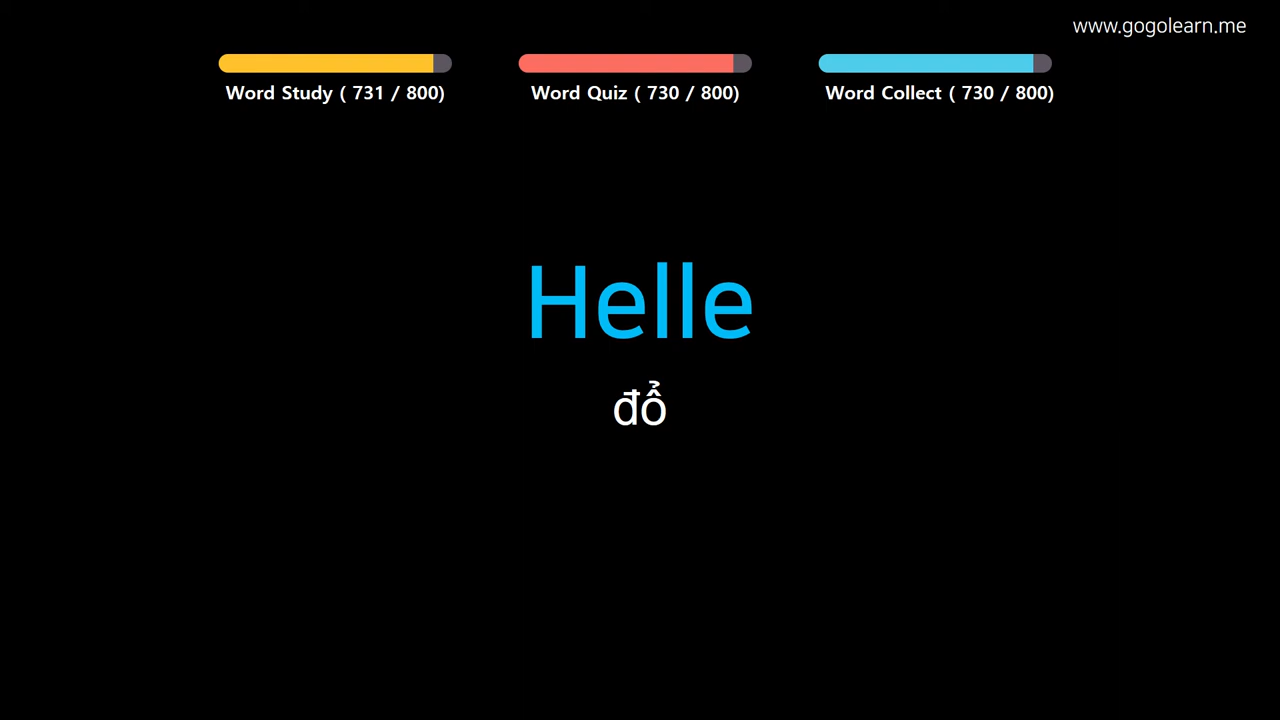 www.gogolearn.me
Word Study ( 731 / 800)
Word Quiz ( 730 / 800)
Word Collect ( 730 / 800)
Helle
đổ